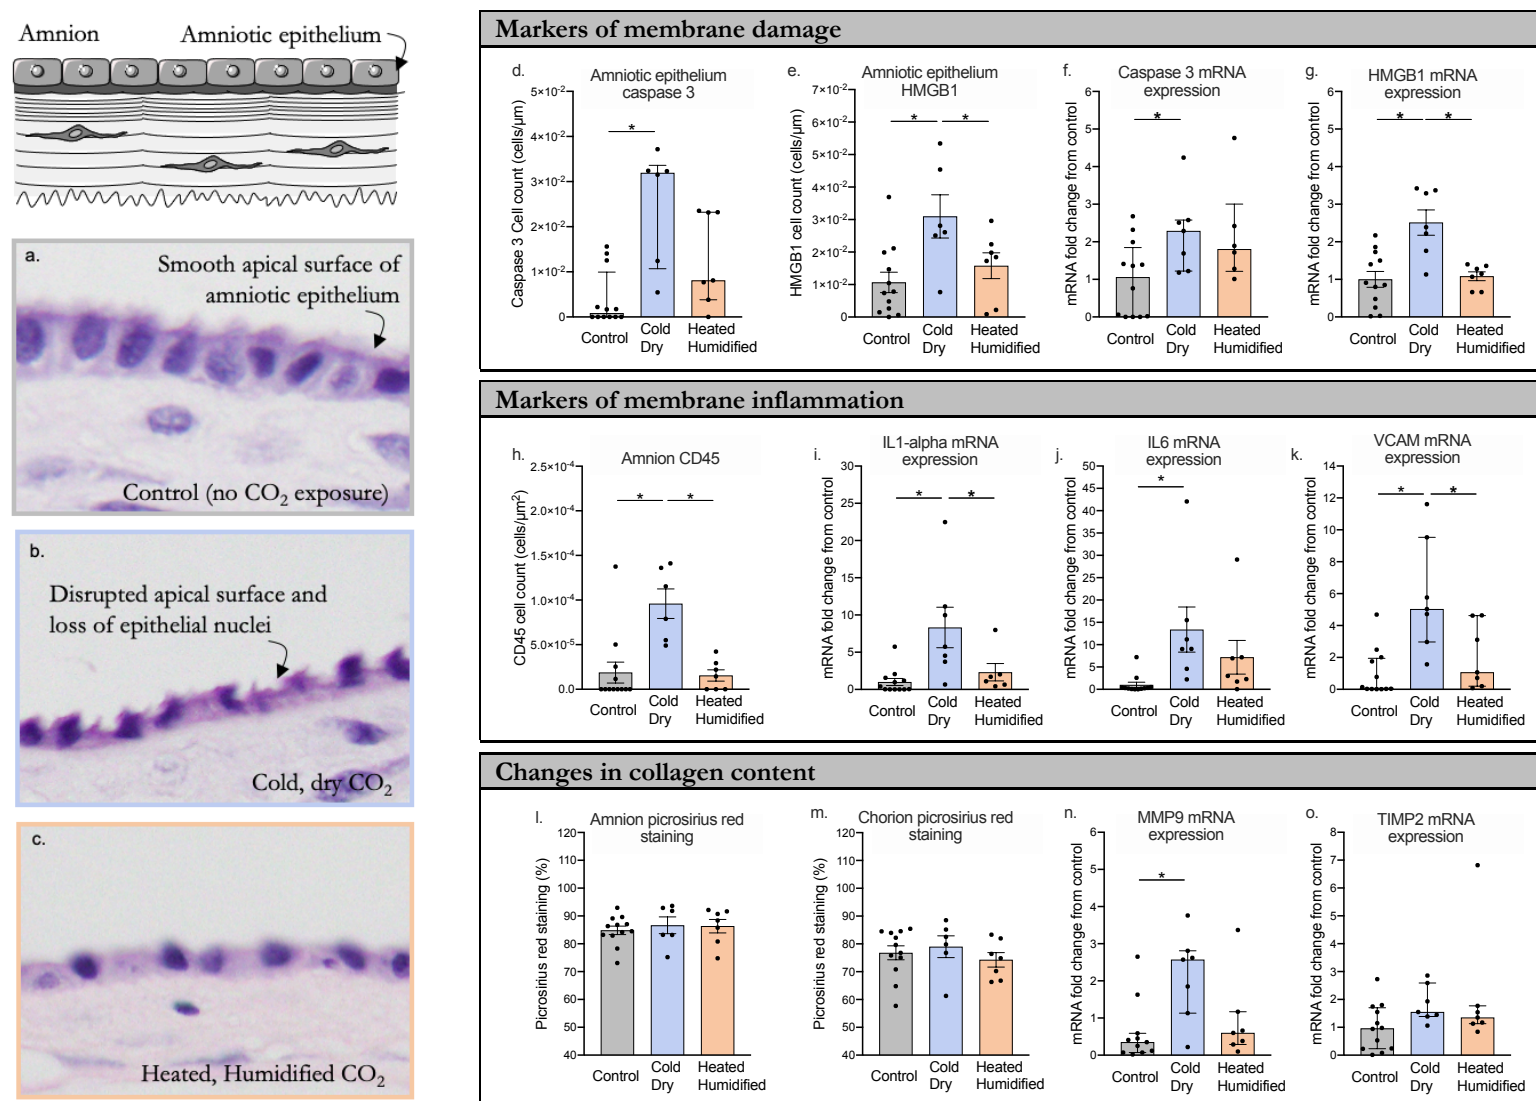 Amnion
Amniotic epithelium
a.
Smooth apical surface of
amniotic epithelium
Control (no CO₂ exposure)
b.
Disrupted apical surface and
loss of epithelial nuclei
Cold, dry CO₂
c.
Heated, Humidified CO₂
Markers of membrane damage
d.
Amniotic epithelium
caspase 3
Caspase 3 Cell count (cells/µm)
5×10⁻²
4×10⁻²
3×10⁻²
2×10⁻²
1×10⁻²
0
*
Control
Cold
Dry
Heated
Humidified
e.
Amniotic epithelium
HMGB1
HMGB1 cell count (cells/µm)
7×10⁻²
6×10⁻²
5×10⁻²
4×10⁻²
3×10⁻²
2×10⁻²
1×10⁻²
0
*
*
Control
Cold
Dry
Heated
Humidified
f.
Caspase 3 mRNA
expression
mRNA fold change from control
6
5
4
3
2
1
0
*
Control
Cold
Dry
Heated
Humidified
g.
HMGB1 mRNA
expression
mRNA fold change from control
6
5
4
3
2
1
0
*
*
Control
Cold
Dry
Heated
Humidified
Markers of membrane inflammation
h.
Amnion CD45
CD45 cell count (cells/µm²)
2.5×10⁻⁴
2.0×10⁻⁴
1.5×10⁻⁴
1.0×10⁻⁴
5.0×10⁻⁵
0.0
*
*
Control
Cold
Dry
Heated
Humidified
i.
IL1-alpha mRNA
expression
mRNA fold change from control
30
25
20
15
10
5
0
*
*
Control
Cold
Dry
Heated
Humidified
j.
IL6 mRNA
expression
mRNA fold change from control
50
45
40
35
30
25
20
15
10
5
0
*
Control
Cold
Dry
Heated
Humidified
k.
VCAM mRNA
expression
mRNA fold change from control
14
12
10
8
6
4
2
0
*
*
Control
Cold
Dry
Heated
Humidified
Changes in collagen content
l.
Amnion picrosirius red
staining
Picrosirius red staining (%)
120
110
100
90
80
70
60
50
40
Control
Cold
Dry
Heated
Humidified
m.
Chorion picrosirius red
staining
Picrosirius red staining (%)
120
110
100
90
80
70
60
50
40
Control
Cold
Dry
Heated
Humidified
n.
MMP9 mRNA
expression
mRNA fold change from control
6
5
4
3
2
1
0
*
Control
Cold
Dry
Heated
Humidified
o.
TIMP2 mRNA
expression
mRNA fold change from control
8
7
6
5
4
3
2
1
0
Control
Cold
Dry
Heated
Humidified